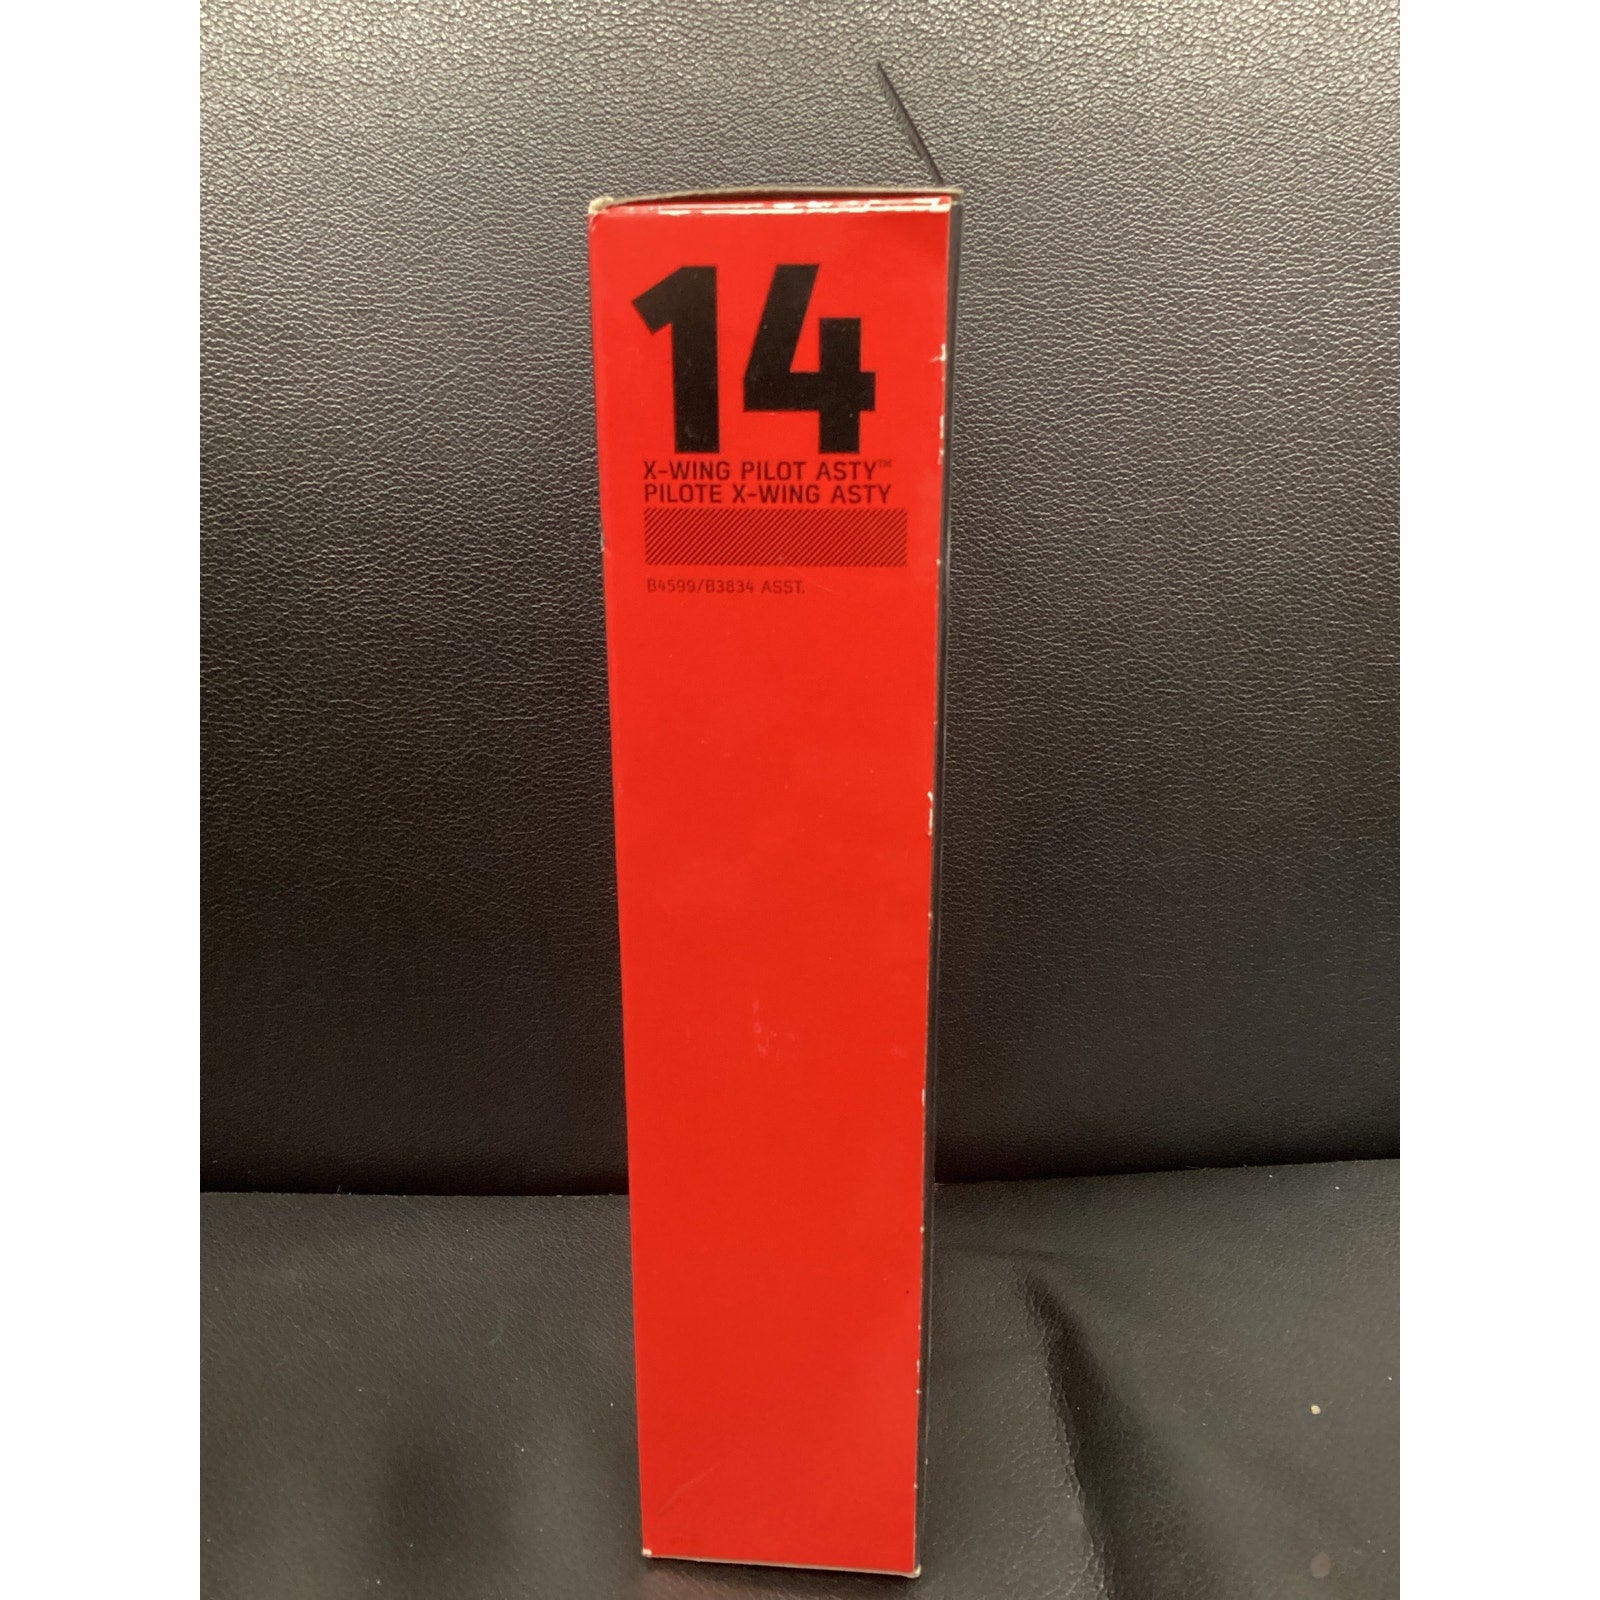 14
X-WING PILOT ASTY™
PILOTE X-WING ASTY
B4599/B3834 ASST.